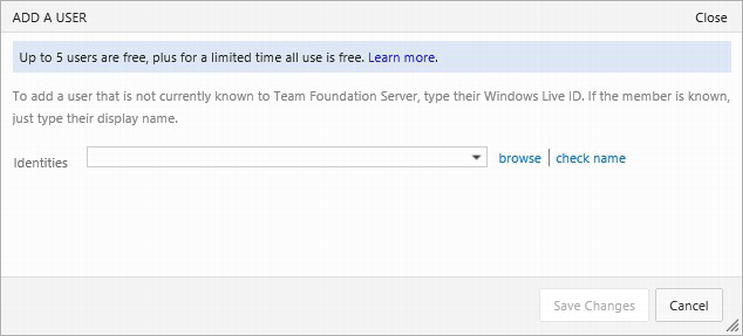 ADD A USER Close
Up to 5 users are free, plus for a limited time all use is free. Learn more.
To add a user that is not currently known to Team Foundation Server, type their Windows Live ID. If the member is known,
just type their display name.
Identities browse | check name
Save Changes Cancel